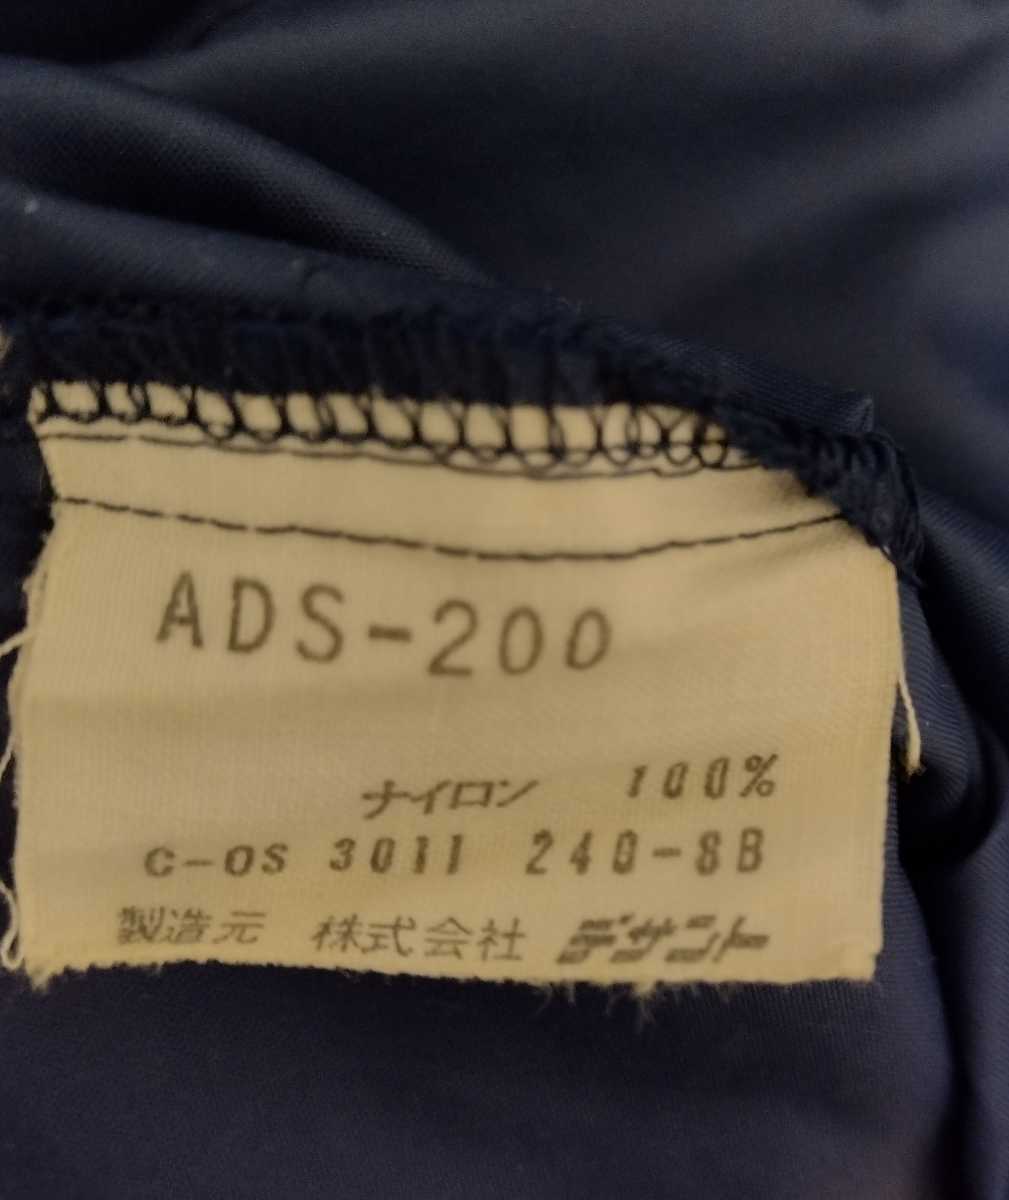 ADS-200
ナイロン 100%
C-OS 3011 240-8B
製造元 株式会社 デサント